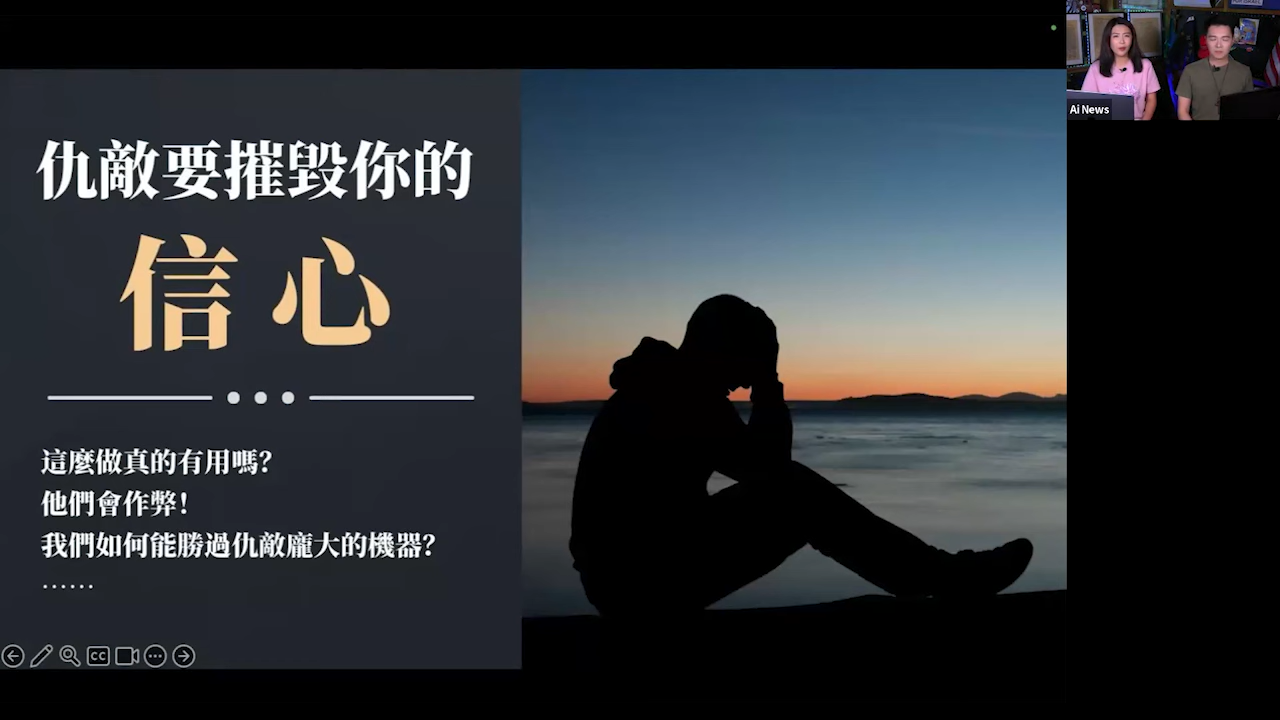 仇敵要摧毀你的
信心
這麼做真的有用嗎?
他們會作弊!
我們如何能勝過仇敵龐大的機器?
……
CC
Ai News